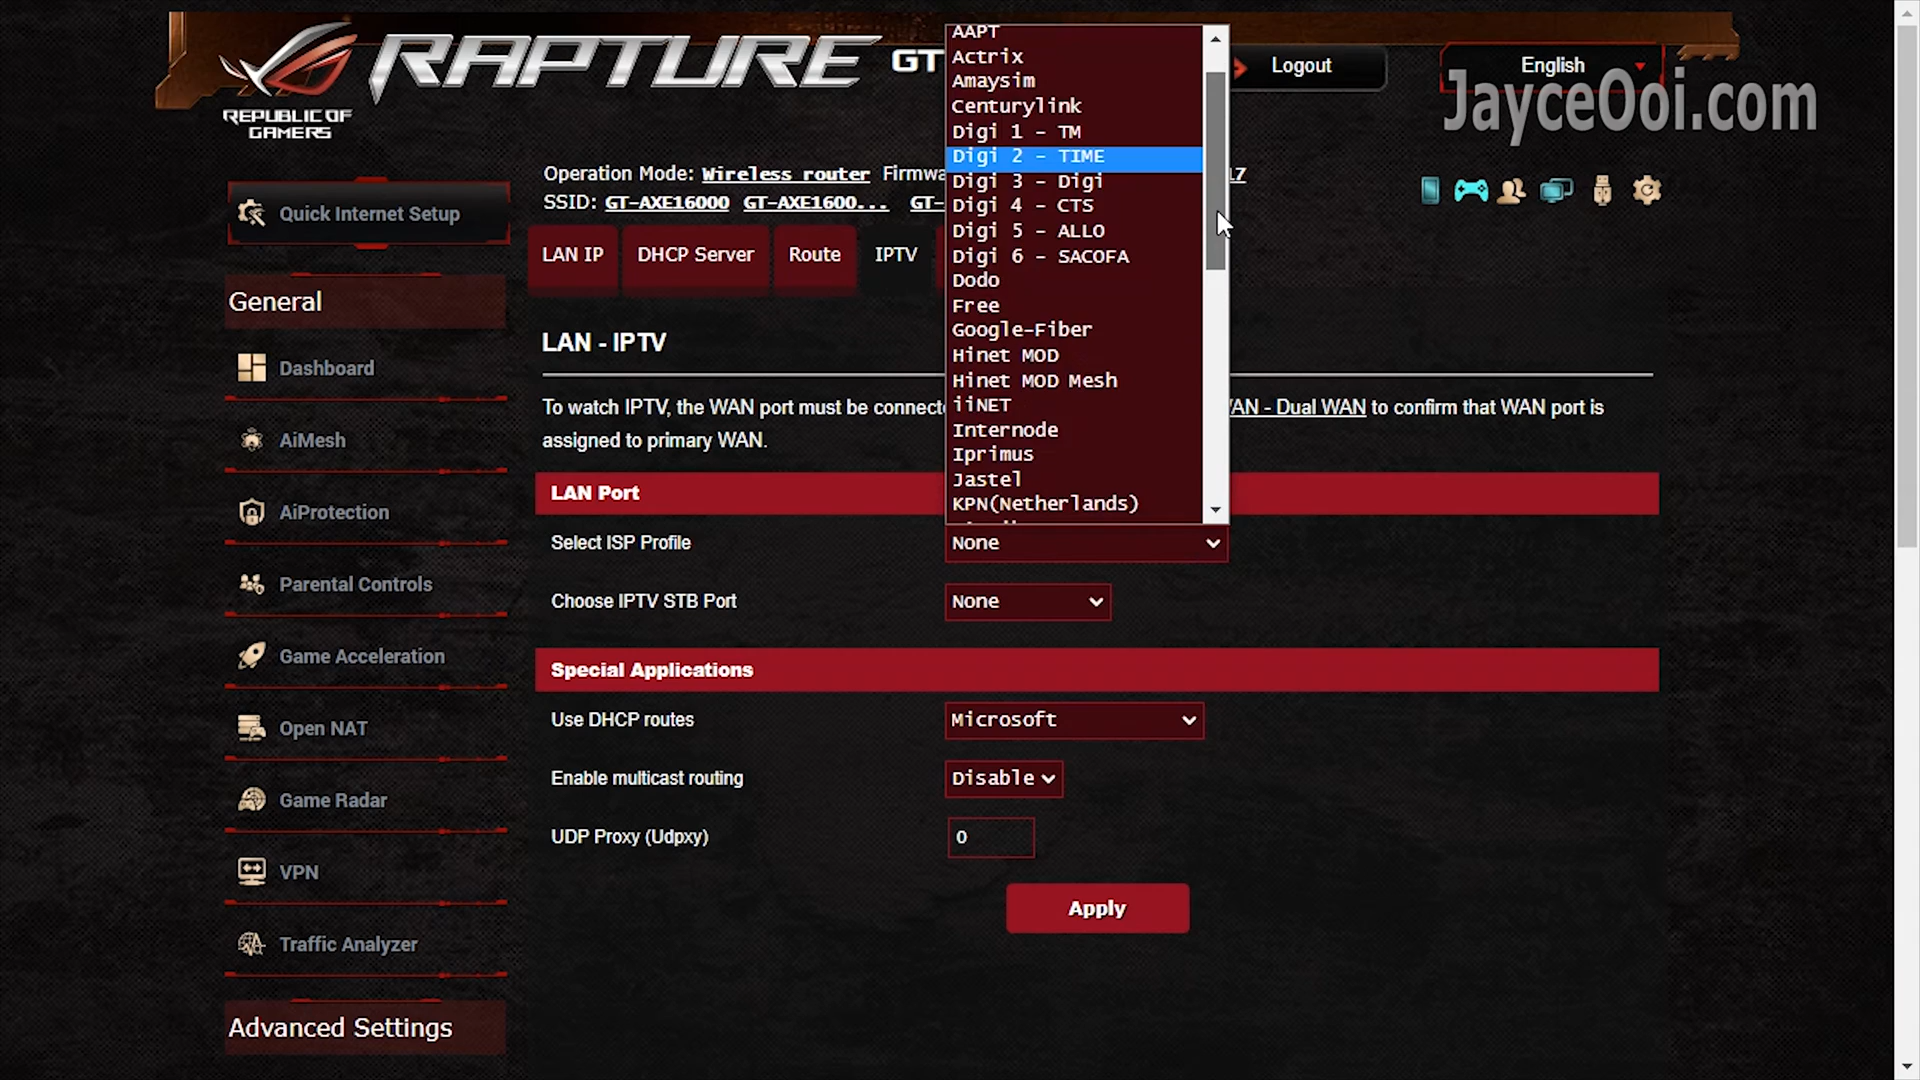 RAPTURE GT
REPUBLIC OF
GAMERS
Logout
English
JayceOoi.com
Operation Mode: Wireless router Firmwa
17
SSID: GT-AXE16000 GT-AXE1600... GT-
Quick Internet Setup
LAN IP
DHCP Server
Route
IPTV
General
Dashboard
AiMesh
AiProtection
Parental Controls
Game Acceleration
Open NAT
Game Radar
VPN
Traffic Analyzer
Advanced Settings
LAN - IPTV
To watch IPTV, the WAN port must be connecte
WAN - Dual WAN to confirm that WAN port is
assigned to primary WAN.
AAPT
Actrix
Amaysim
Centurylink
Digi 1 - TM
Digi 2 - TIME
Digi 3 - Digi
Digi 4 - CTS
Digi 5 - ALLO
Digi 6 - SACOFA
Dodo
Free
Google-Fiber
Hinet MOD
Hinet MOD Mesh
iiNET
Internode
Iprimus
Jastel
KPN(Netherlands)
LAN Port
Select ISP Profile
None
Choose IPTV STB Port
None
Special Applications
Use DHCP routes
Microsoft
Enable multicast routing
Disable
UDP Proxy (Udpxy)
0
Apply